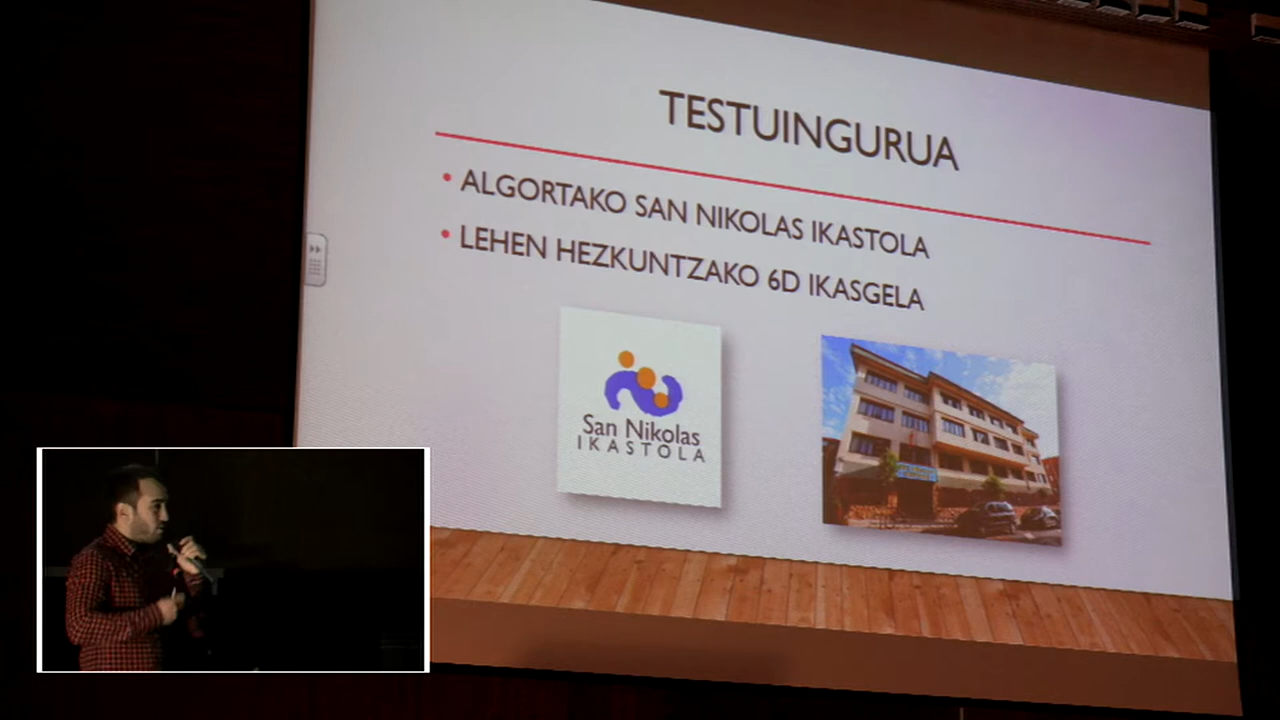 TESTUINGURUA
• ALGORTAKO SAN NIKOLAS IKASTOLA
• LEHEN HEZKUNTZAKO 6D IKASGELA
San Nikolas
IKASTOLA